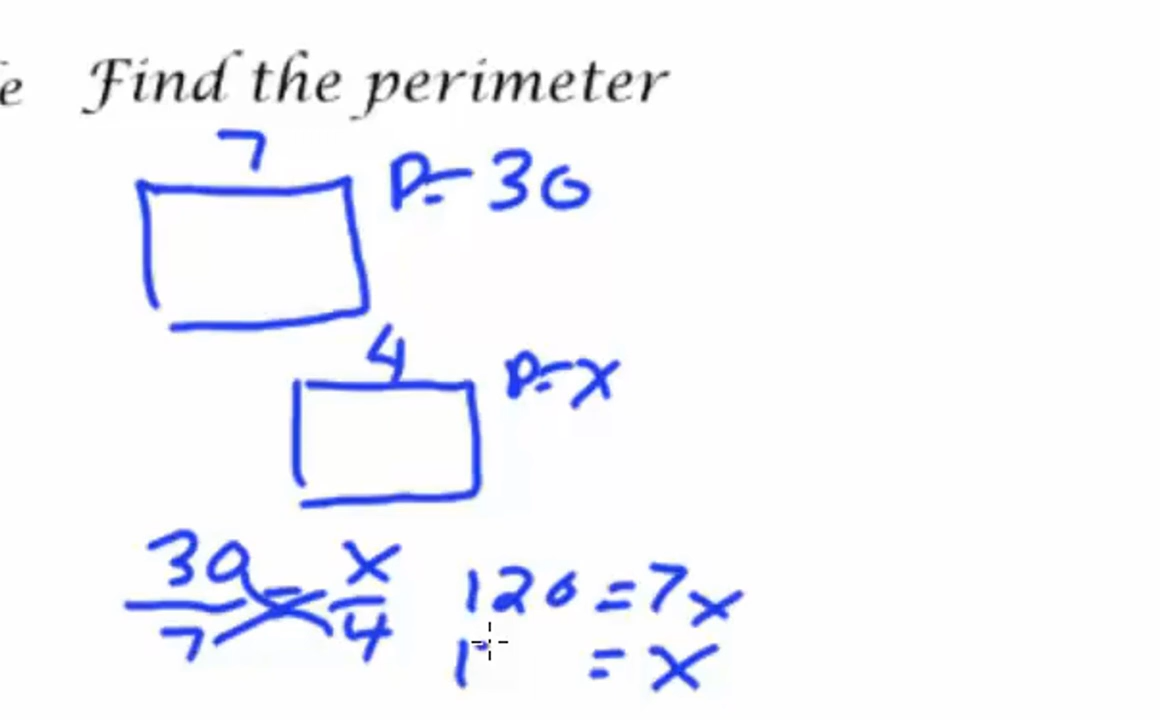 e Find the perimeter
7
P=30
4
P=x
30/7 = x/4
120 = 7x
1 = x